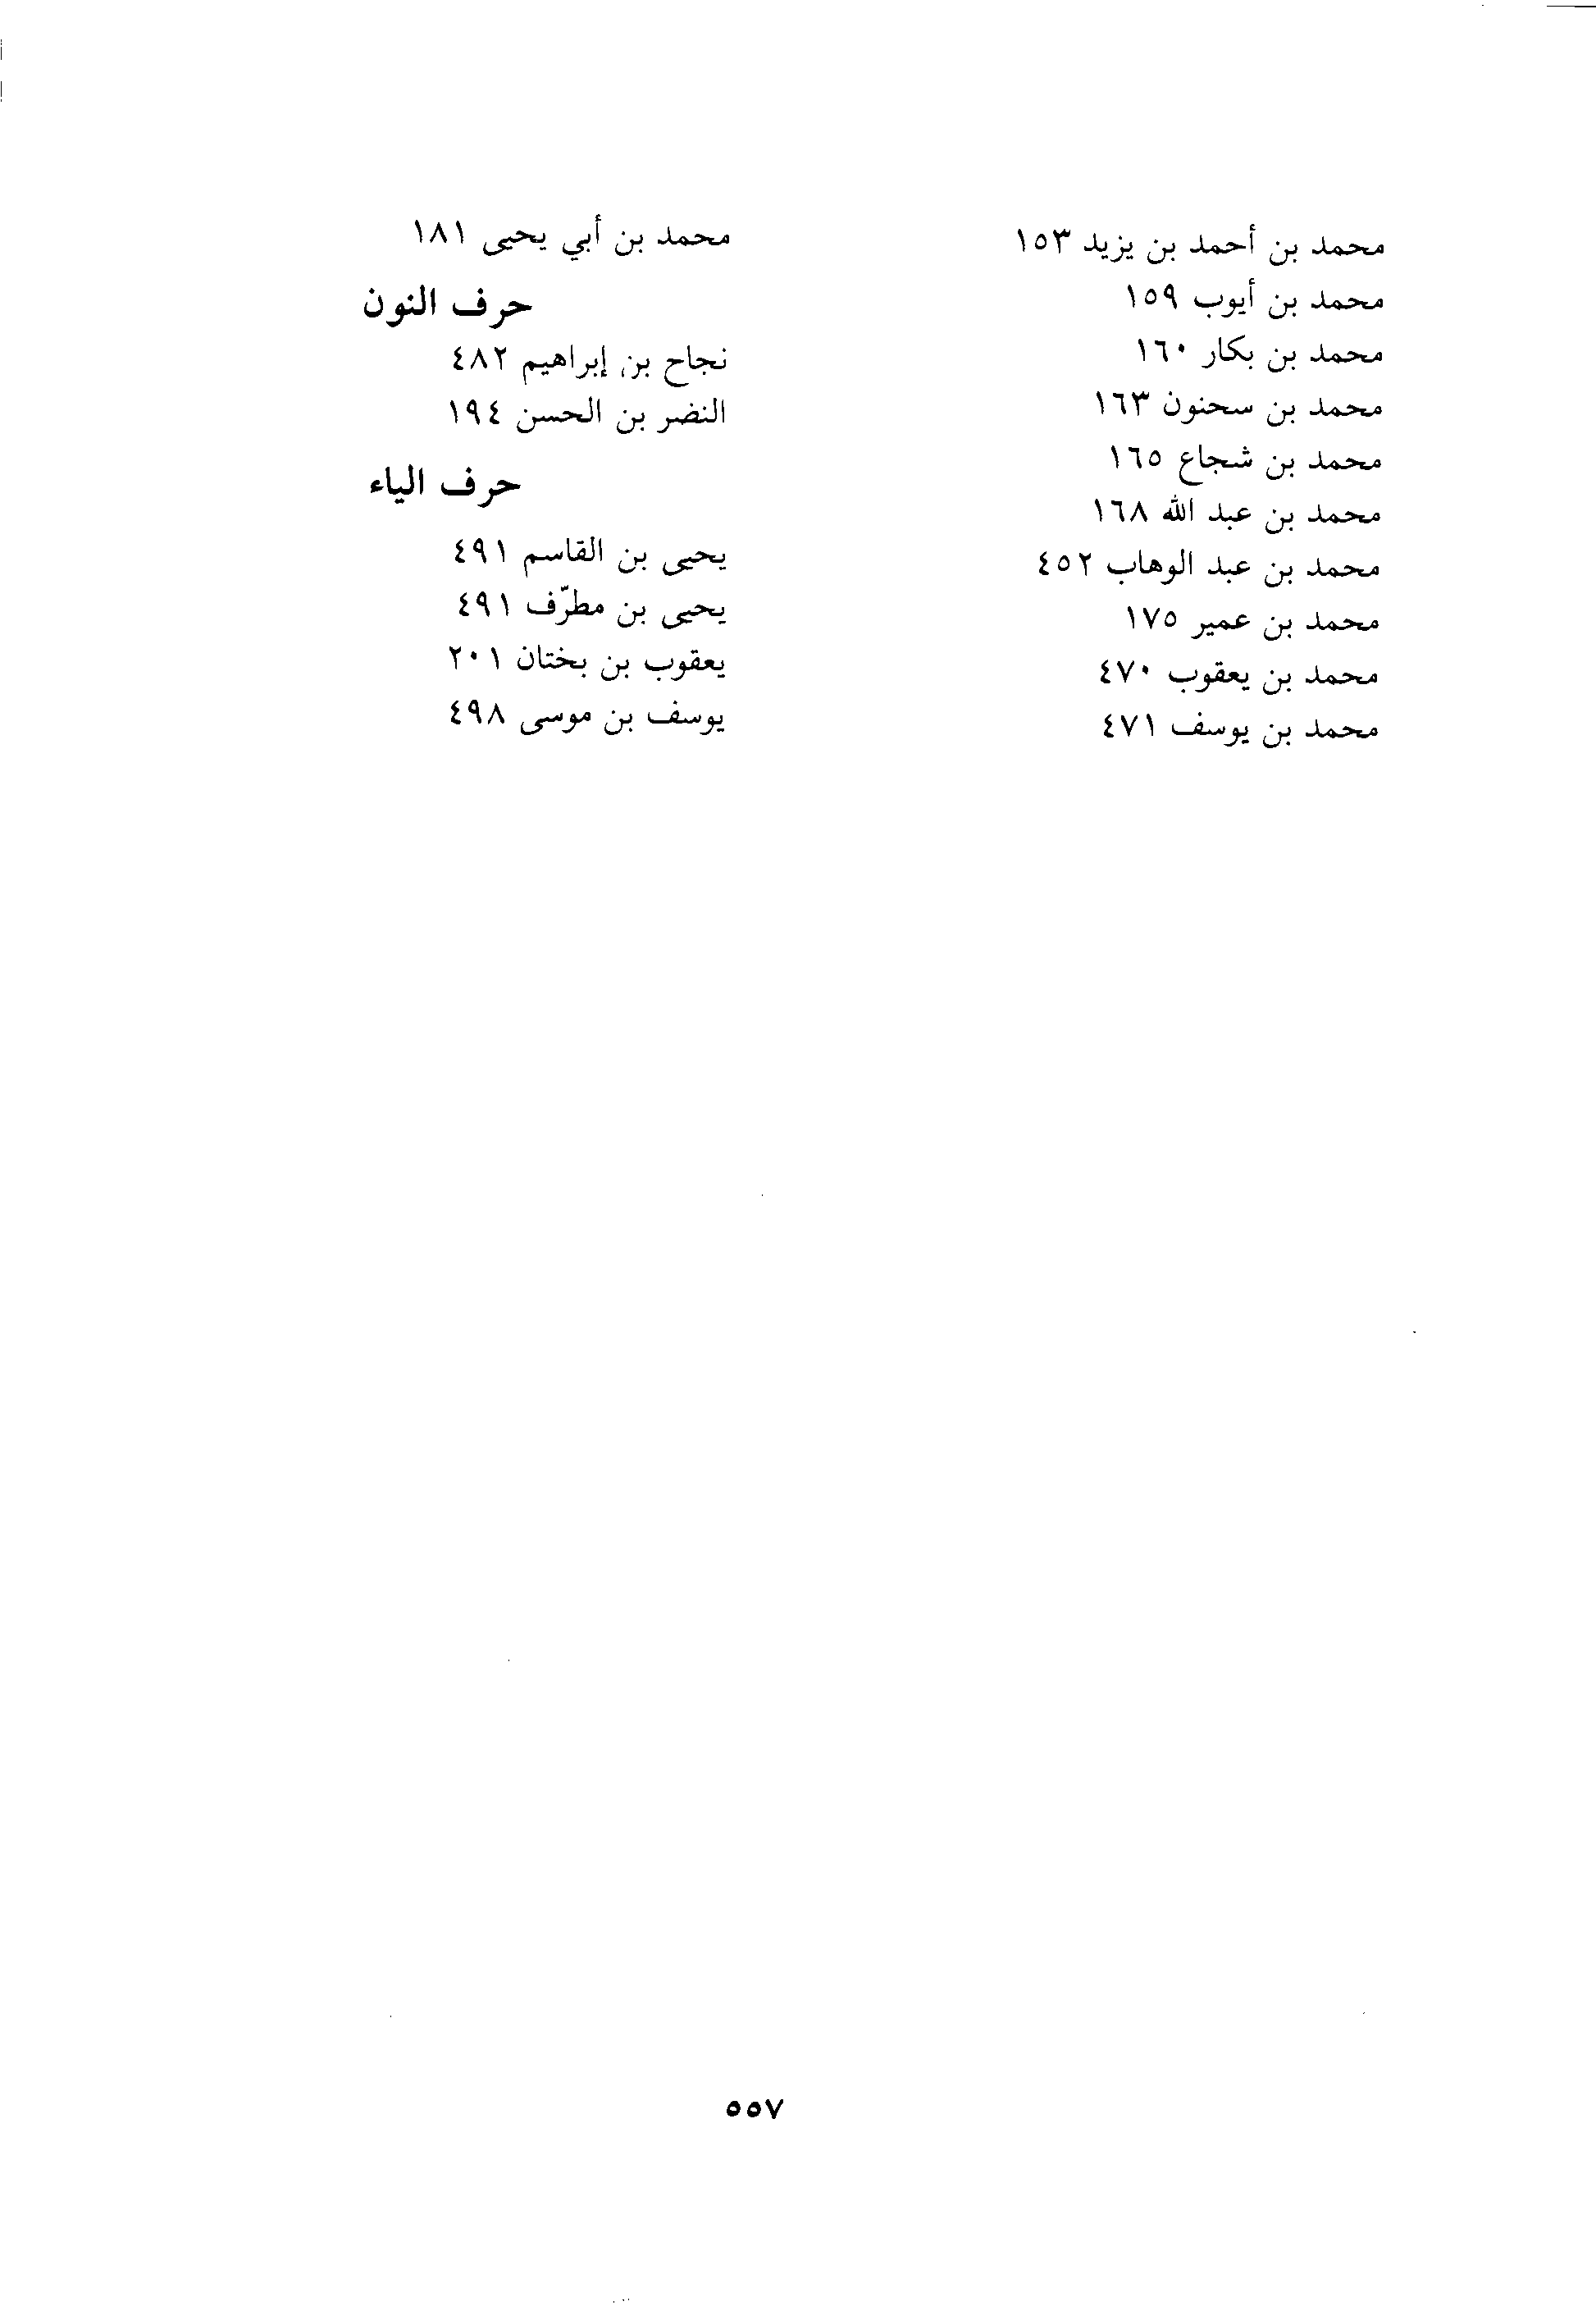 محمد بن أحمد بن يزيد ١٥٣
محمد بن أيوب ١٥٩
محمد بن بكار ١٦٠
محمد بن سحنون ١٦٣
محمد بن شجاع ١٦٥
محمد بن عبد الله ١٦٨
محمد بن عبد الوهاب ٤٥٢
محمد بن عمير ١٧٥
محمد بن يعقوب ٤٧٠
محمد بن يوسف ٤٧١
محمد بن أبي يحيى ١٨١
حرف النون
نجاح بن إبراهيم ٤٨٢
النضر بن الحسن ١٩٤
حرف الياء
يحيى بن القاسم ٤٩١
يحيى بن مطرّف ٤٩١
يعقوب بن بختان ٢٠١
يوسف بن موسى ٤٩٨
٥٥٧